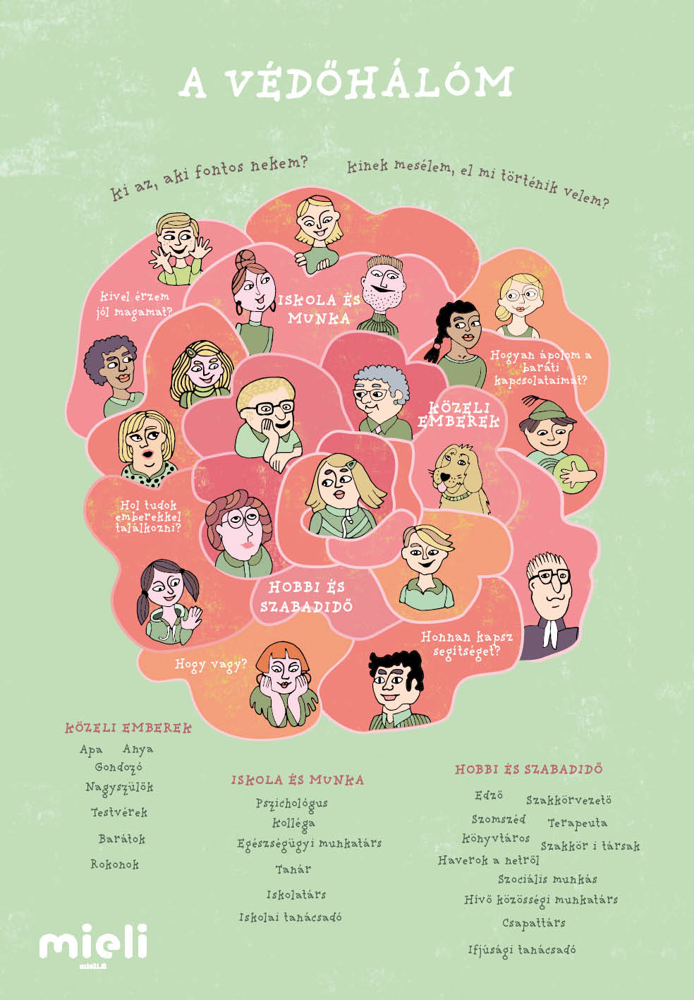 A VÉDŐHÁLÓM
Ki az, aki fontos nekem?
Kinek mesélem, el mi történik velem?
Kivel érzem
jól magamat?
ISKOLA ÉS
MUNKA
Hogyan ápolom a
baráti
kapcsolataimat?
KÖZELI
EMBEREK
Hol tudok
emberekkel
találkozni?
HOBBI ÉS
SZABADIDŐ
Honnan kapsz
segítséget?
Hogy vagy?
KÖZELI EMBEREK
Apa Anya
Gondozó
Nagyszülők
Testvérek
Barátok
Rokonok
ISKOLA ÉS MUNKA
Pszichológus
Kolléga
Egészségügyi munkatárs
Tanár
Iskolatárs
Iskolai tanácsadó
HOBBI ÉS SZABADIDŐ
Edző Szakkörvezető
Szomszéd Terapeuta
Könyvtáros Szakkör i társak
Haverok a netről
Szociális munkás
Hívő közösségi munkatárs
Csapattárs
Ifjúsági tanácsadó
mieli
mieli.fi